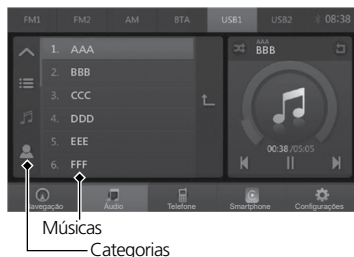 FM1 FM2 AM BTA USB1 USB2 08:38
1. AAA
2. BBB
3. CCC
4. DDD
5. EEE
6. FFF
AAA
BBB
00:38/05:05
Navegação Áudio Telefone Smartphone Configurações
Músicas
Categorias